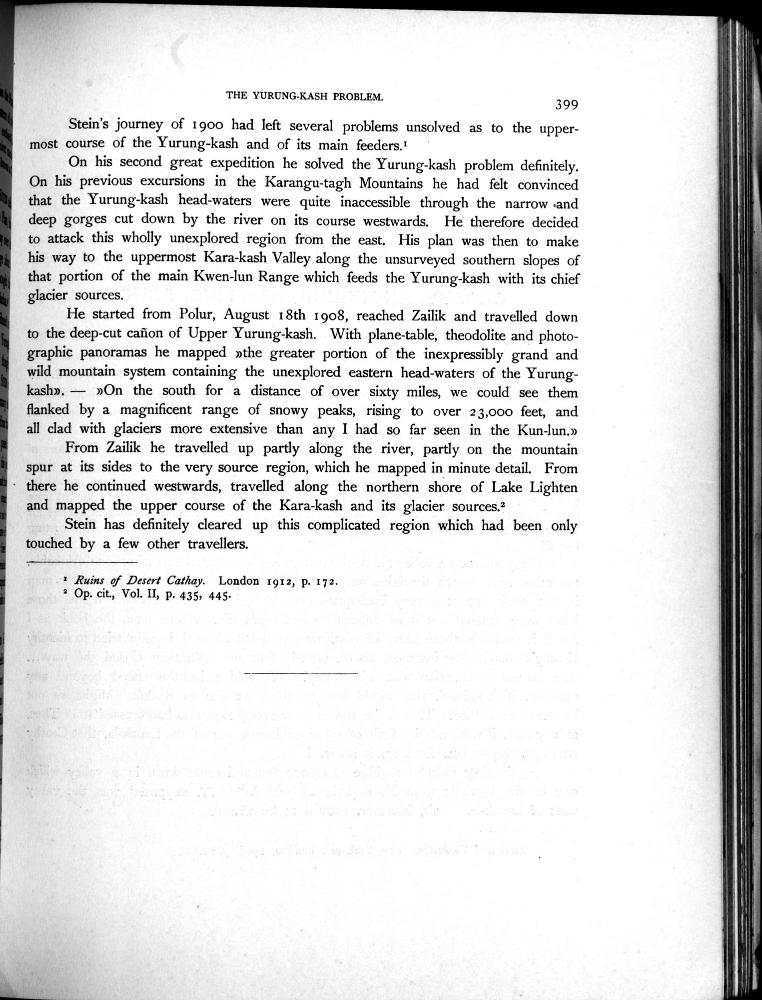 THE YURUNG-KASH PROBLEM.
399
Stein's journey of 1900 had left several problems unsolved as to the upper-
most course of the Yurung-kash and of its main feeders.¹
On his second great expedition he solved the Yurung-kash problem definitely.
On his previous excursions in the Karangu-tagh Mountains he had felt convinced
that the Yurung-kash head-waters were quite inaccessible through the narrow and
deep gorges cut down by the river on its course westwards. He therefore decided
to attack this wholly unexplored region from the east. His plan was then to make
his way to the uppermost Kara-kash Valley along the unsurveyed southern slopes of
that portion of the main Kwen-lun Range which feeds the Yurung-kash with its chief
glacier sources.
He started from Polur, August 18th 1908, reached Zailik and travelled down
to the deep-cut cañon of Upper Yurung-kash. With plane-table, theodolite and photo-
graphic panoramas he mapped »the greater portion of the inexpressibly grand and
wild mountain system containing the unexplored eastern head-waters of the Yurung-
kash». — »On the south for a distance of over sixty miles, we could see them
flanked by a magnificent range of snowy peaks, rising to over 23,000 feet, and
all clad with glaciers more extensive than any I had so far seen in the Kun-lun.»
From Zailik he travelled up partly along the river, partly on the mountain
spur at its sides to the very source region, which he mapped in minute detail. From
there he continued westwards, travelled along the northern shore of Lake Lighten
and mapped the upper course of the Kara-kash and its glacier sources.²
Stein has definitely cleared up this complicated region which had been only
touched by a few other travellers.
¹ Ruins of Desert Cathay. London 1912, p. 172.
² Op. cit., Vol. II, p. 435, 445.